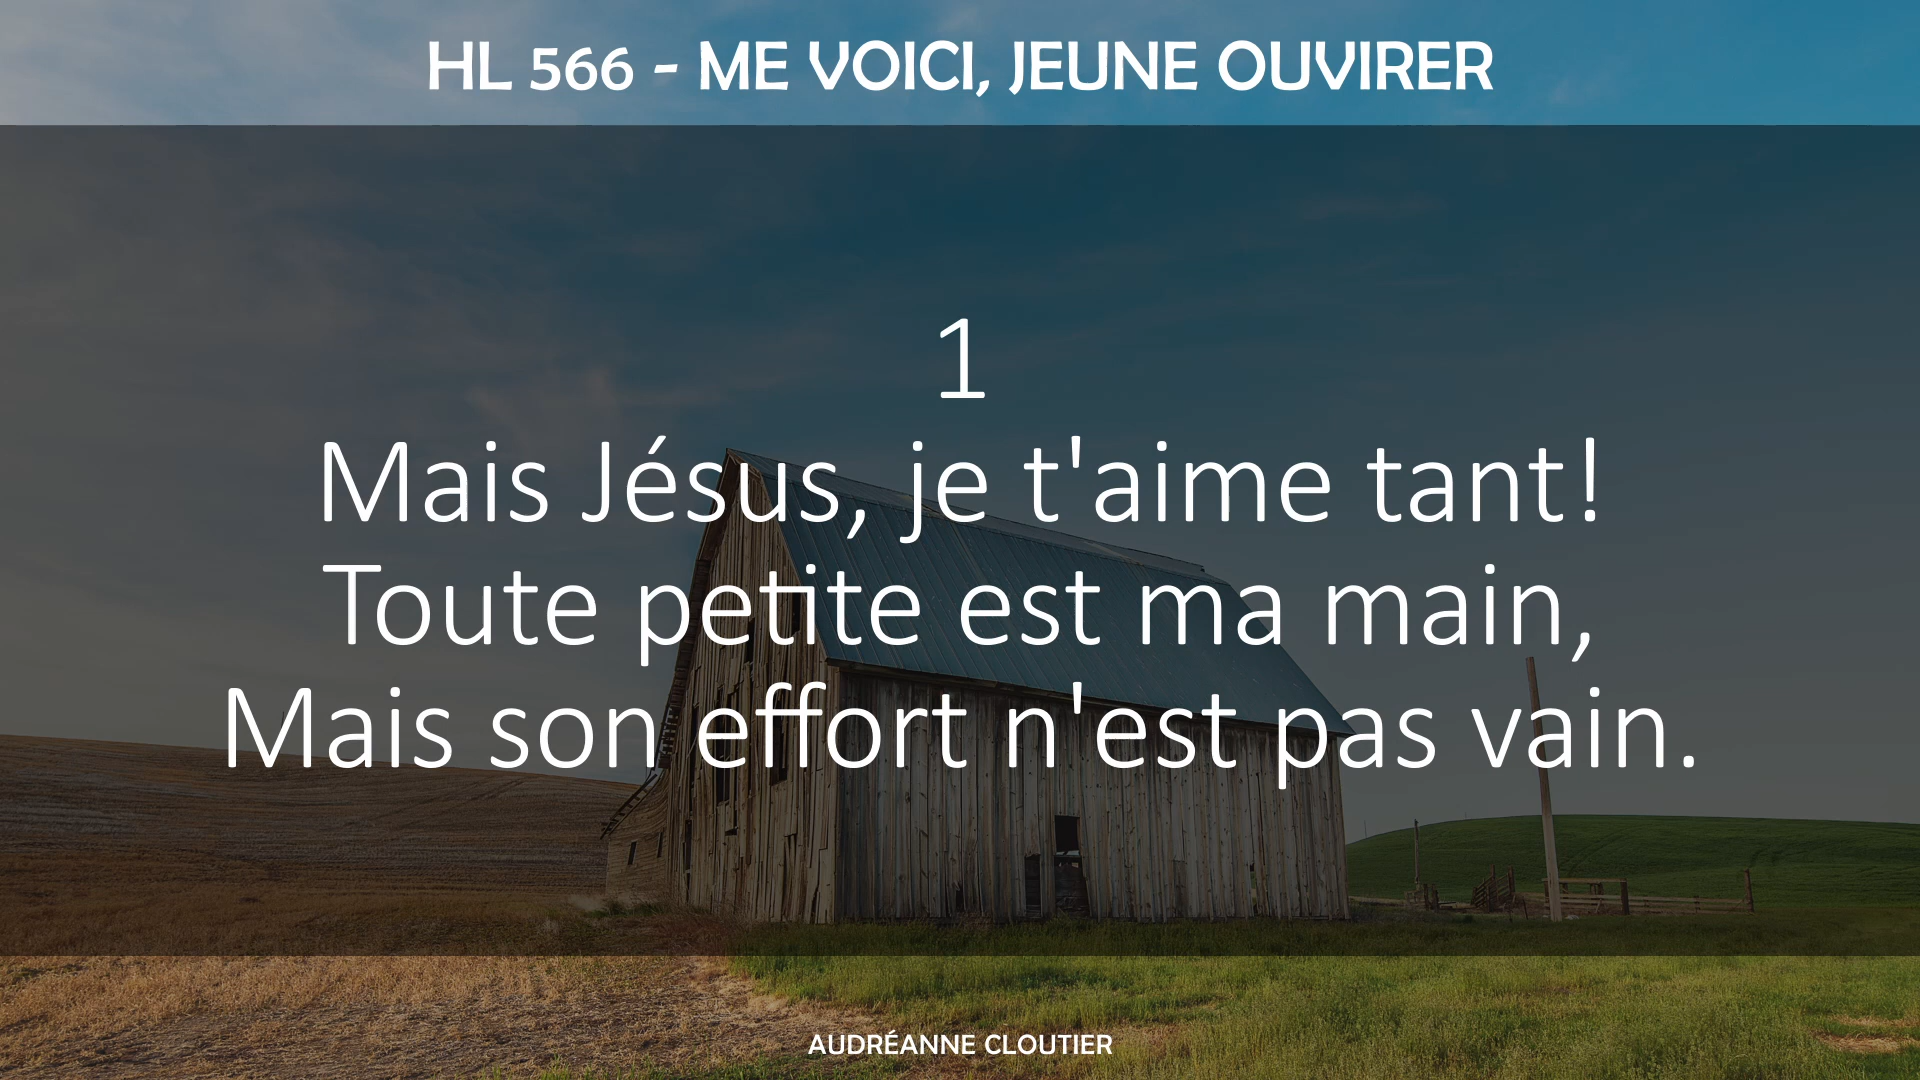 HL 566 - ME VOICI, JEUNE OUVIRER
1
Mais Jésus, je t'aime tant!
Toute petite est ma main,
Mais son effort n'est pas vain.
AUDRÉANNE CLOUTIER